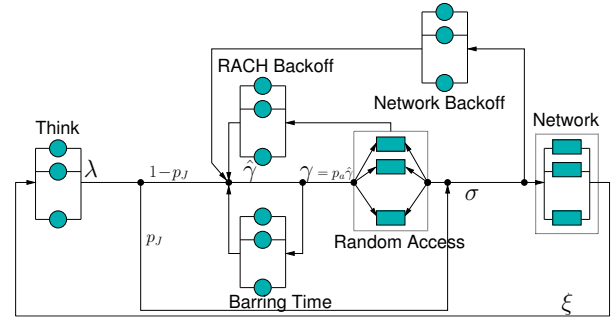 RACH Backoff
Network Backoff
Network
Think
λ
1−p_J
γ̂
γ = p_a γ̂
σ
p_J
Random Access
Barring Time
ξ